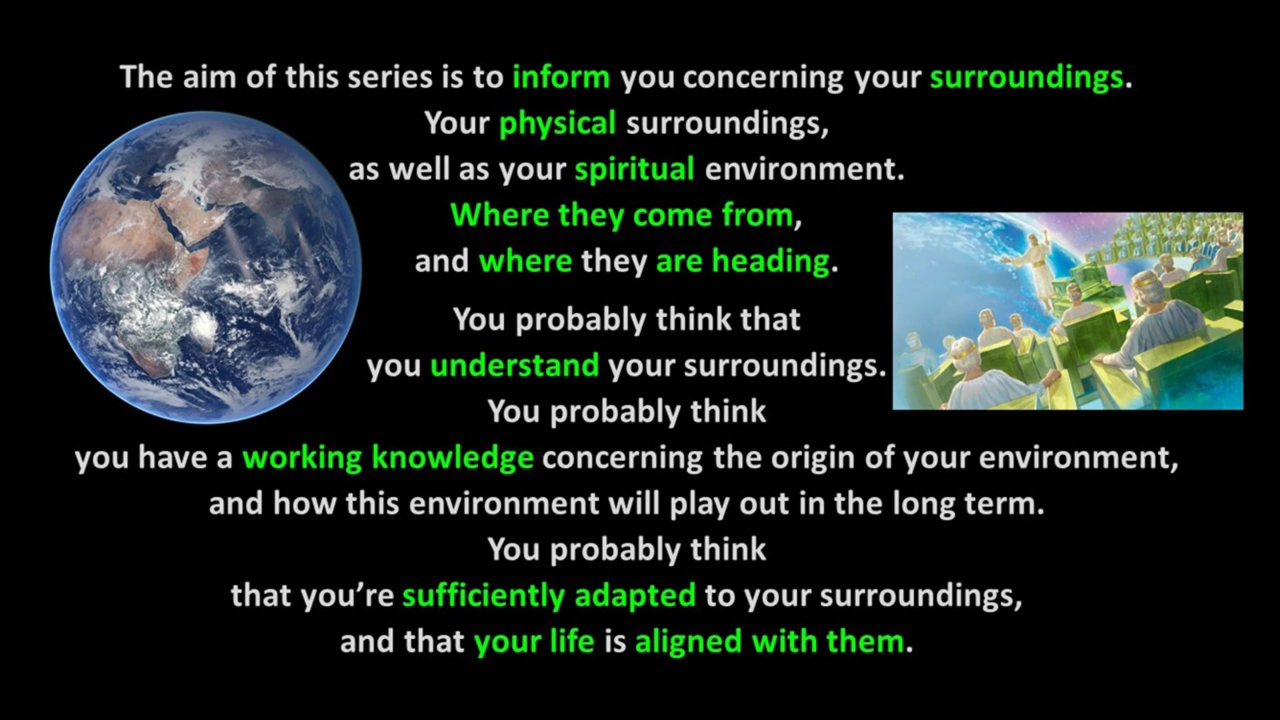 The aim of this series is to inform you concerning your surroundings.
Your physical surroundings,
as well as your spiritual environment.
Where they come from,
and where they are heading.
You probably think that
you understand your surroundings.
You probably think
you have a working knowledge concerning the origin of your environment,
and how this environment will play out in the long term.
You probably think
that you’re sufficiently adapted to your surroundings,
and that your life is aligned with them.